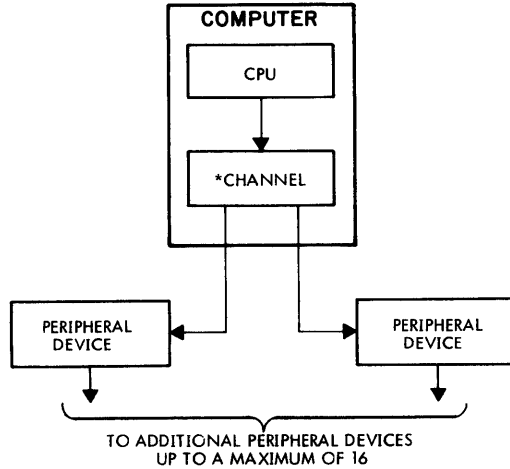 COMPUTER
CPU
*CHANNEL
PERIPHERAL
DEVICE
PERIPHERAL
DEVICE
TO ADDITIONAL PERIPHERAL DEVICES
UP TO A MAXIMUM OF 16